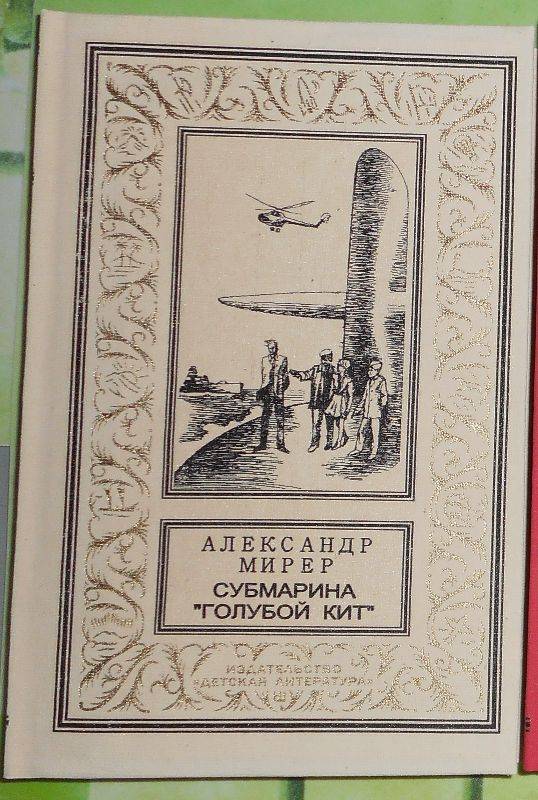 АЛЕКСАНДР
МИРЕР
СУБМАРИНА
"ГОЛУБОЙ КИТ"
ИЗДАТЕЛЬСТВО
«ДЕТСКАЯ ЛИТЕРАТУРА»